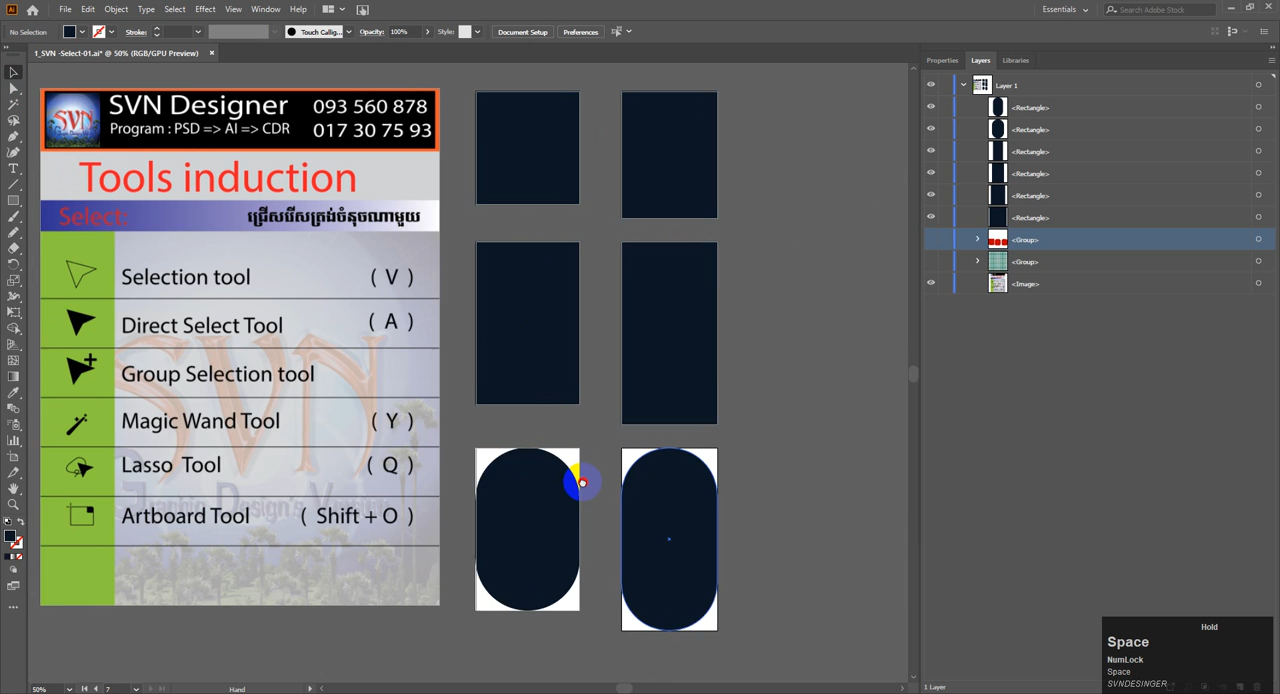 File Edit Object Type Select Effect View Window Help
Essentials
Search Adobe Stock
No Selection
Stroke:
Touch Callig...
Opacity: 100%
Style:
Document Setup
Preferences
1_SVN -Select-01.ai* @ 50% (RGB/GPU Preview)
Properties Layers Libraries
Layer 1
<Rectangle>
<Rectangle>
<Rectangle>
<Rectangle>
<Rectangle>
<Rectangle>
<Group>
<Group>
<Image>
SVN
SVN Designer
093 560 878
Program : PSD => AI => CDR
017 30 75 93
Tools induction
Select:
ជ្រើសរើសត្រង់ចំនុចណាមួយ
Selection tool ( V )
Direct Select Tool ( A )
Group Selection tool
Magic Wand Tool ( Y )
Lasso Tool ( Q )
Artboard Tool ( Shift + O )
SVN
Hold
Space
NumLock
Space
SVNDESINGER
50%
7
Hand
1 Layer